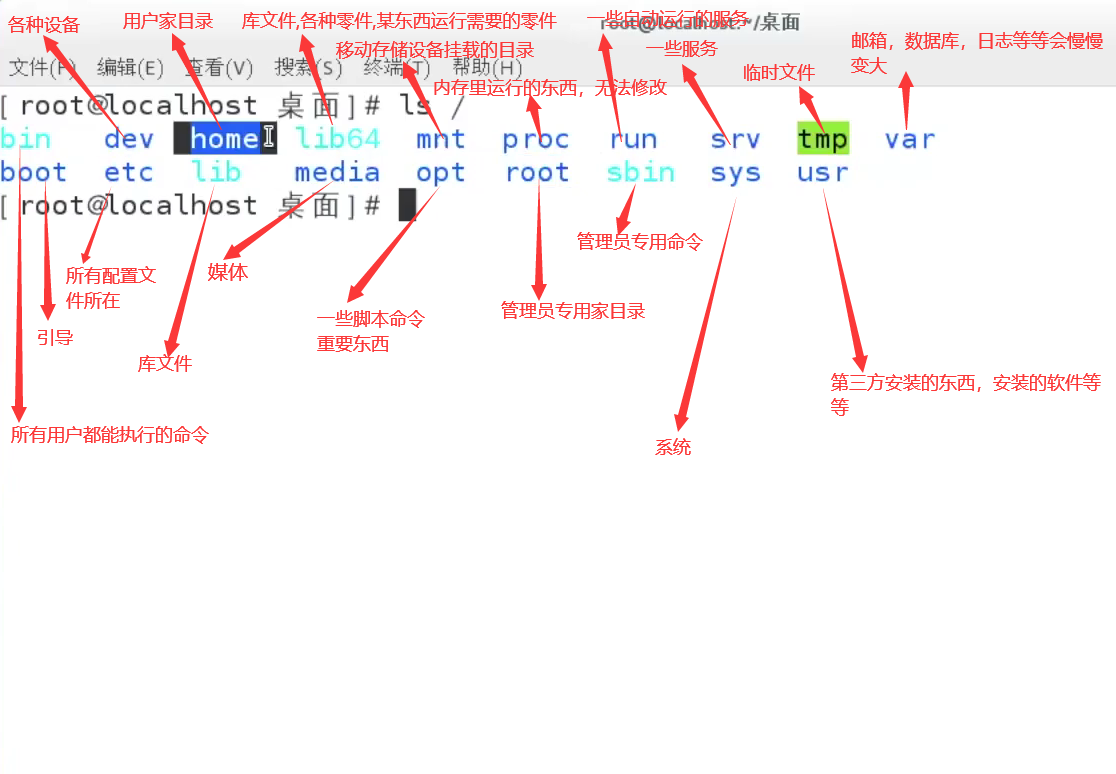 各种设备
用户家目录
库文件,各种零件,某东西运行需要的零件
一些自动运行的服务
root@localhost:~/桌面
移动存储设备挂载的目录
一些服务
邮箱，数据库，日志等等会慢慢
变大
文件(F) 编辑(E) 查看(V) 搜索(S) 终端(T) 帮助(H)
临时文件
内存里运行的东西，无法修改
[root@localhost 桌面]# ls /
bin dev home lib64 mnt proc run srv tmp var
boot etc lib media opt root sbin sys usr
[root@localhost 桌面]#
管理员专用命令
所有配置文
件所在
媒体
管理员专用家目录
一些脚本命令
重要东西
引导
库文件
第三方安装的东西，安装的软件等
等
所有用户都能执行的命令
系统